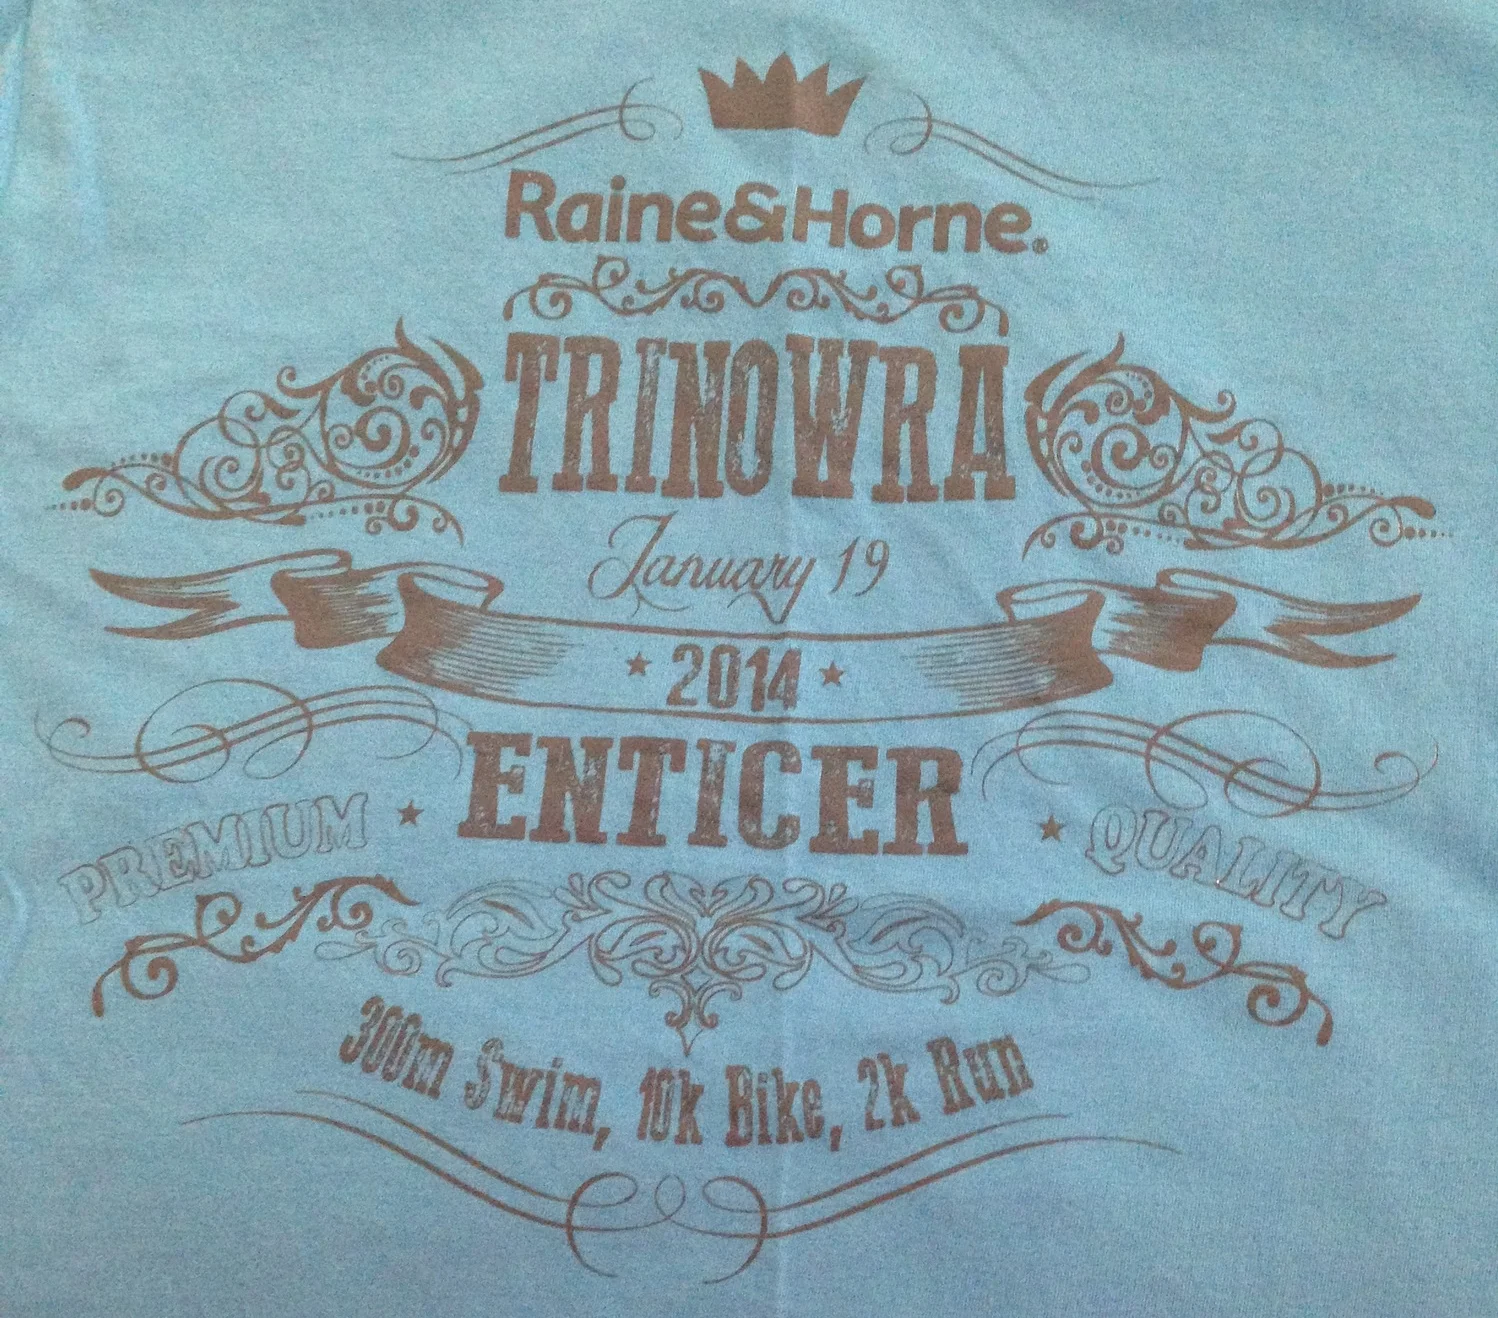 Raine&Horne®
TRINOWRA
January 19
2014
ENTICER
PREMIUM
QUALITY
300m Swim, 10k Bike, 2k Run